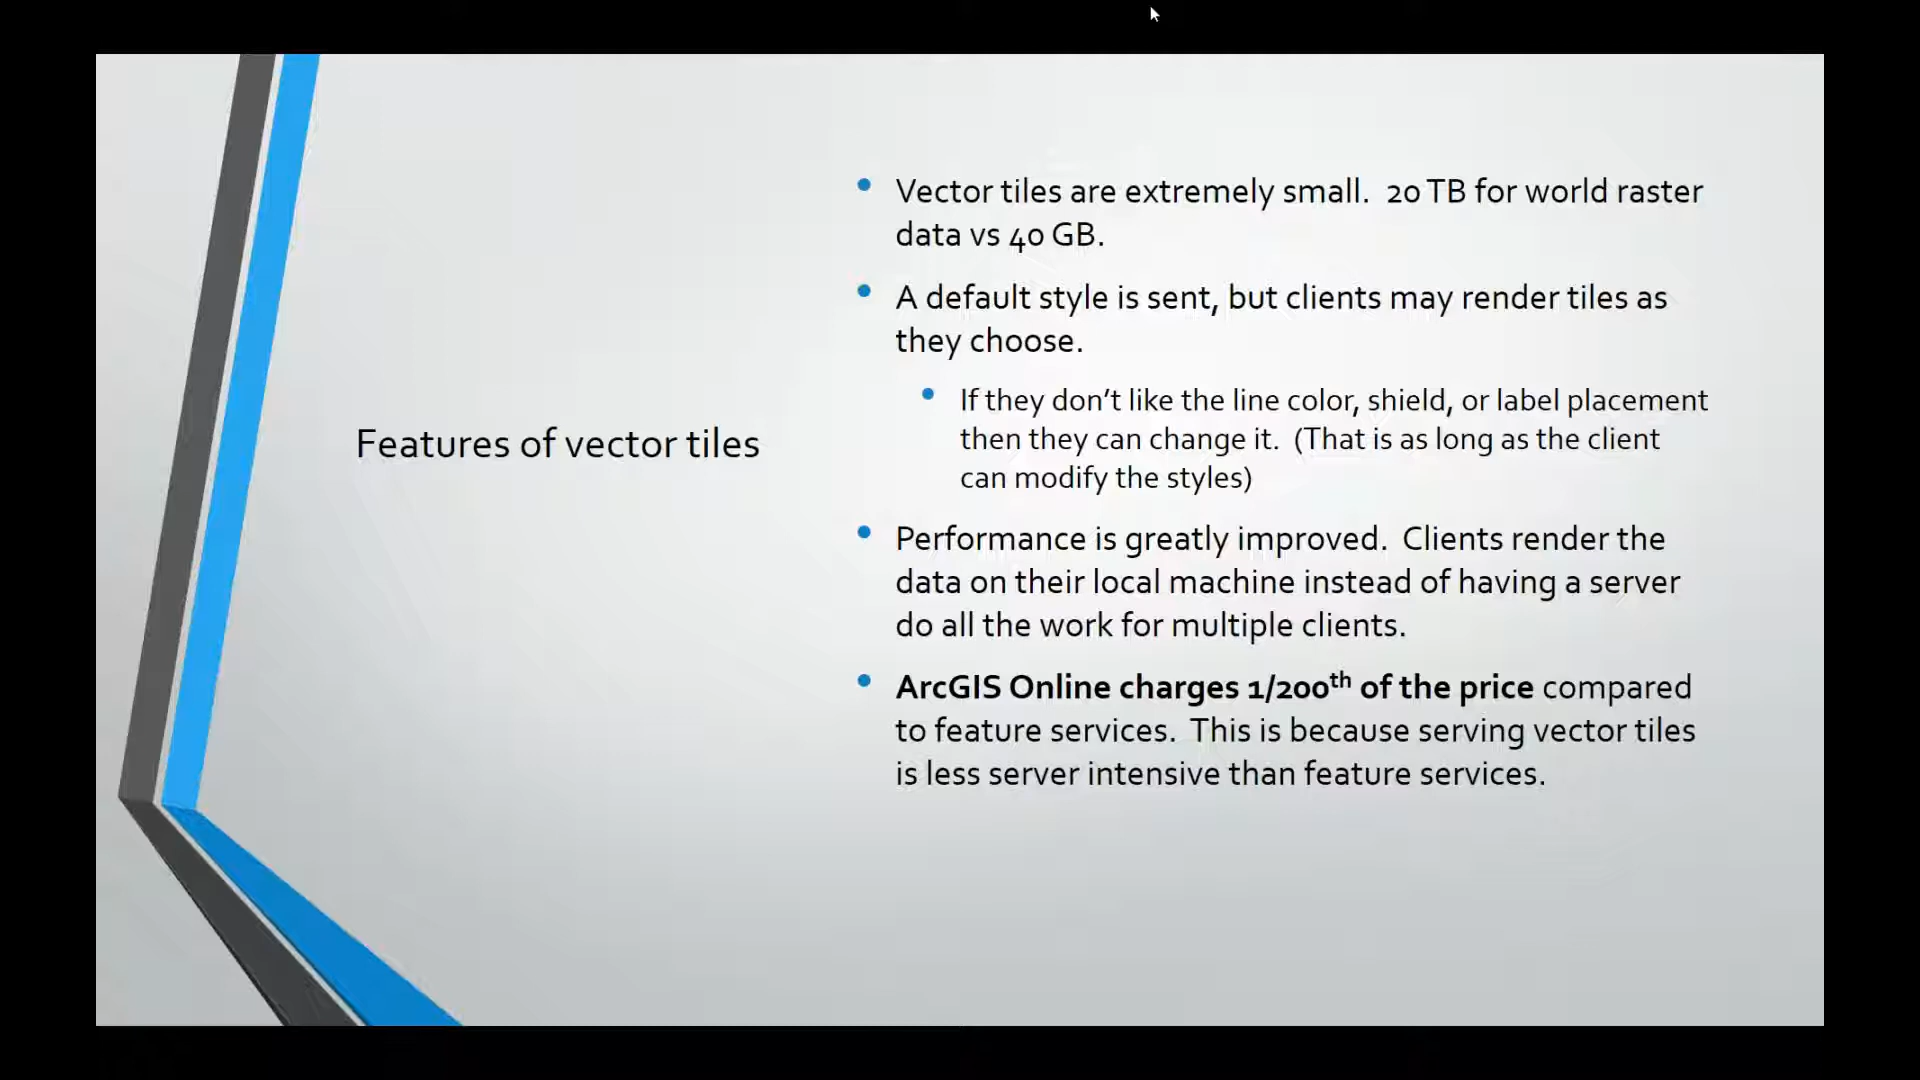 Features of vector tiles
Vector tiles are extremely small.  20 TB for world raster
data vs 40 GB.
A default style is sent, but clients may render tiles as
they choose.
If they don’t like the line color, shield, or label placement
then they can change it.  (That is as long as the client
can modify the styles)
Performance is greatly improved.  Clients render the
data on their local machine instead of having a server
do all the work for multiple clients.
ArcGIS Online charges 1/200th of the price compared
to feature services.  This is because serving vector tiles
is less server intensive than feature services.